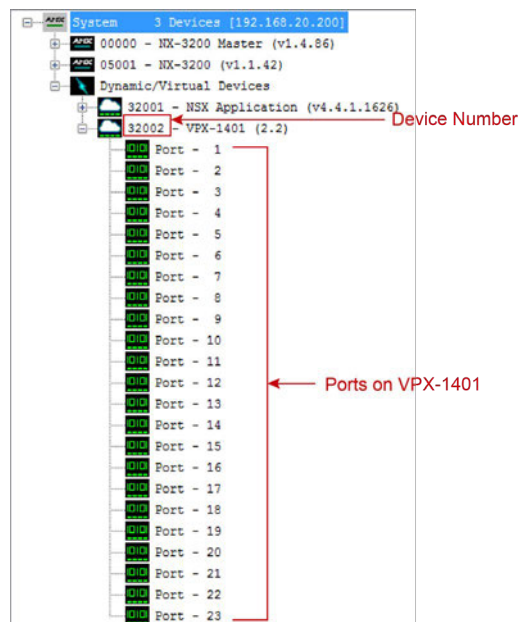 AMX System 3 Devices [192.168.20.200]
AMX 00000 - NX-3200 Master (v1.4.86)
AMX 05001 - NX-3200 (v1.1.42)
Dynamic/Virtual Devices
32001 - NSX Application (v4.4.1.1626)
32002 - VPX-1401 (2.2)
Device Number
Port - 1
Port - 2
Port - 3
Port - 4
Port - 5
Port - 6
Port - 7
Port - 8
Port - 9
Port - 10
Port - 11
Port - 12
Ports on VPX-1401
Port - 13
Port - 14
Port - 15
Port - 16
Port - 17
Port - 18
Port - 19
Port - 20
Port - 21
Port - 22
Port - 23